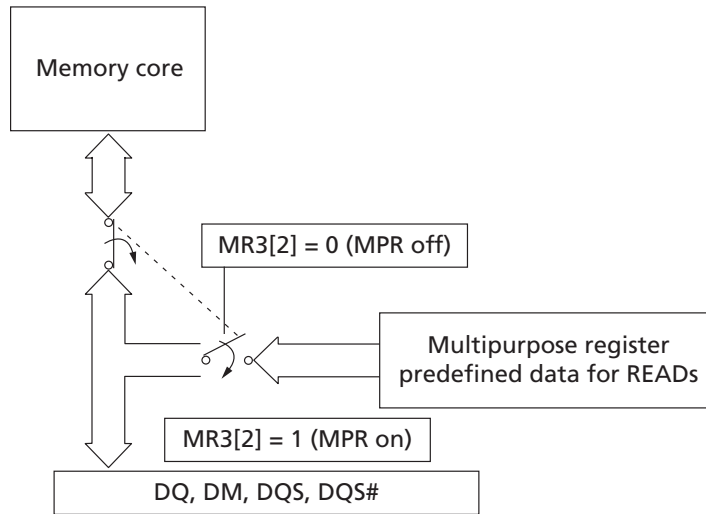 Memory core
MR3[2] = 0 (MPR off)
Multipurpose register
predefined data for READs
MR3[2] = 1 (MPR on)
DQ, DM, DQS, DQS#